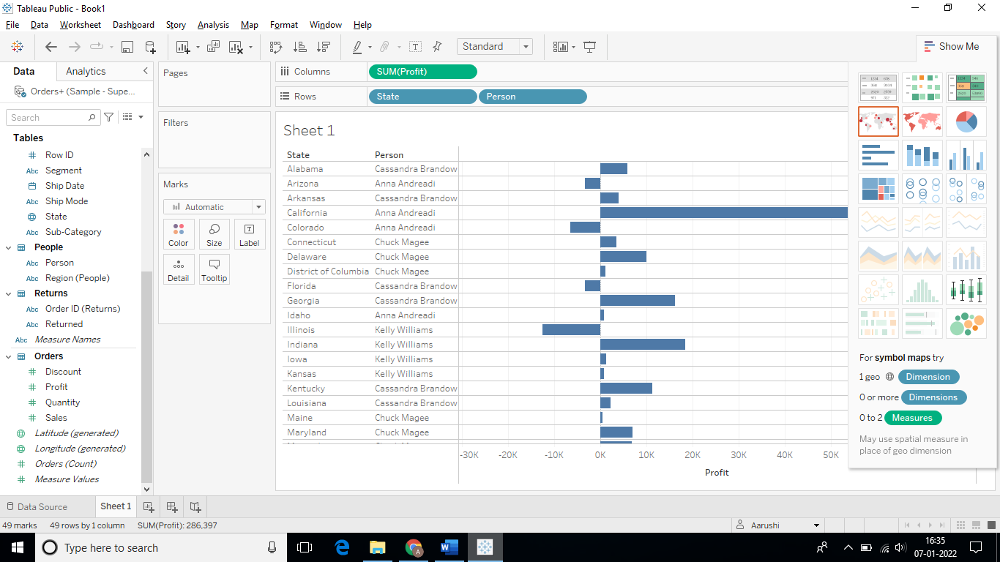 Tableau Public - Book1
File Data Worksheet Dashboard Story Analysis Map Format Window Help
Standard
Show Me
Data Analytics
Orders+ (Sample - Supe...
Search
Tables
Row ID
Abc Segment
Ship Date
Abc Ship Mode
State
Abc Sub-Category
People
Abc Person
Abc Region (People)
Returns
Abc Order ID (Returns)
Abc Returned
Abc Measure Names
Orders
Discount
Profit
Quantity
Sales
Latitude (generated)
Longitude (generated)
Orders (Count)
Measure Values
Pages
Filters
Marks
Automatic
Color Size Label
Detail Tooltip
Columns SUM(Profit)
Rows State Person
Sheet 1
State Person
Alabama Cassandra Brandow
Arizona Anna Andreadi
Arkansas Cassandra Brandow
California Anna Andreadi
Colorado Anna Andreadi
Connecticut Chuck Magee
Delaware Chuck Magee
District of Columbia Chuck Magee
Florida Cassandra Brandow
Georgia Cassandra Brandow
Idaho Anna Andreadi
Illinois Kelly Williams
Indiana Kelly Williams
Iowa Kelly Williams
Kansas Kelly Williams
Kentucky Cassandra Brandow
Louisiana Cassandra Brandow
Maine Chuck Magee
Maryland Chuck Magee
-30K -20K -10K 0K 10K 20K 30K 40K 50K
Profit
For symbol maps try
1 geo Dimension
0 or more Dimensions
0 to 2 Measures
May use spatial measure in
place of geo dimension
Data Source Sheet 1
49 marks 49 rows by 1 column SUM(Profit): 286,397
Aarushi
Type here to search
16:35
07-01-2022